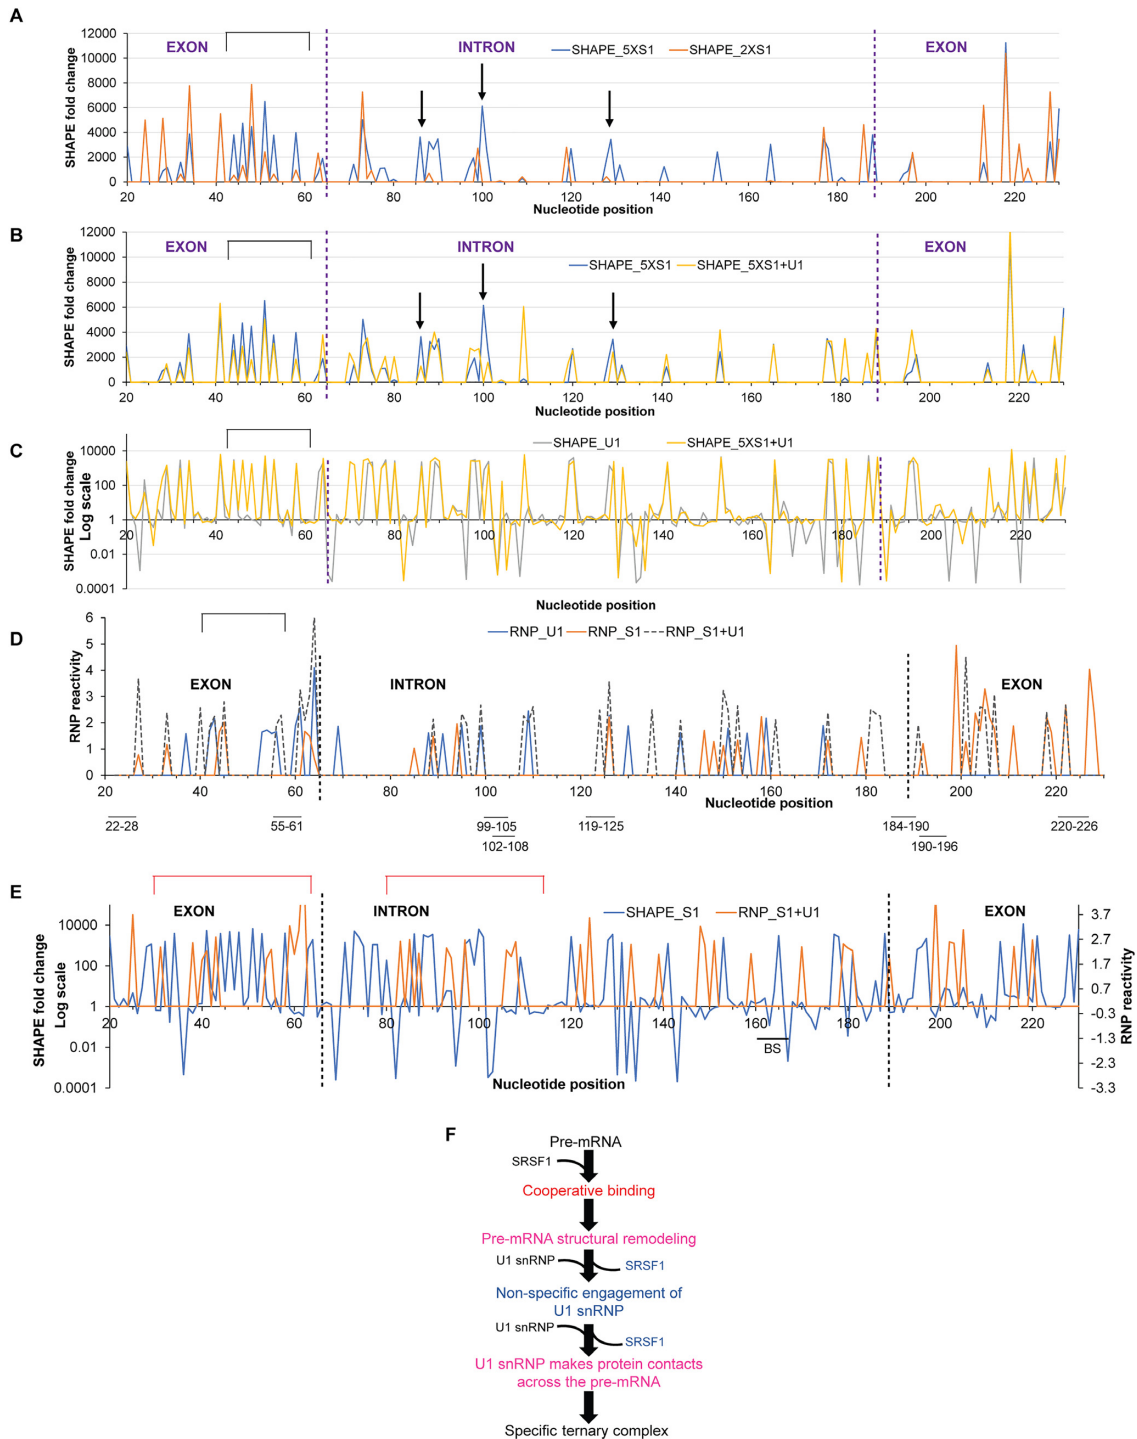 A
12000
10000
8000
6000
4000
2000
0
SHAPE fold change
EXON
INTRON
EXON
SHAPE_5XS1
SHAPE_2XS1
20 40 60 80 100 120 140 160 180 200 220
Nucleotide position
B
12000
10000
8000
6000
4000
2000
0
SHAPE fold change
EXON
INTRON
EXON
SHAPE_5XS1
SHAPE_5XS1+U1
20 40 60 80 100 120 140 160 180 200 220
Nucleotide position
C
10000
100
1
0.01
0.0001
SHAPE fold change
Log scale
SHAPE_U1
SHAPE_5XS1+U1
20 40 60 80 100 120 140 160 180 200 220
Nucleotide position
D
6
5
4
3
2
1
0
RNP reactivity
EXON
INTRON
EXON
RNP_U1
RNP_S1
RNP_S1+U1
20 40 60 80 100 120 140 160 180 200 220
Nucleotide position
22-28
55-61
99-105
102-108
119-125
184-190
190-196
220-226
E
10000
100
1
0.01
0.0001
SHAPE fold change
Log scale
EXON
INTRON
EXON
SHAPE_S1
RNP_S1+U1
20 40 60 80 100 120 140 160 180 200 220
BS
Nucleotide position
3.7
2.7
1.7
0.7
-0.3
-1.3
-2.3
-3.3
RNP reactivity
F
Pre-mRNA
SRSF1
Cooperative binding
Pre-mRNA structural remodeling
U1 snRNP
SRSF1
Non-specific engagement of
U1 snRNP
U1 snRNP
SRSF1
U1 snRNP makes protein contacts
across the pre-mRNA
Specific ternary complex